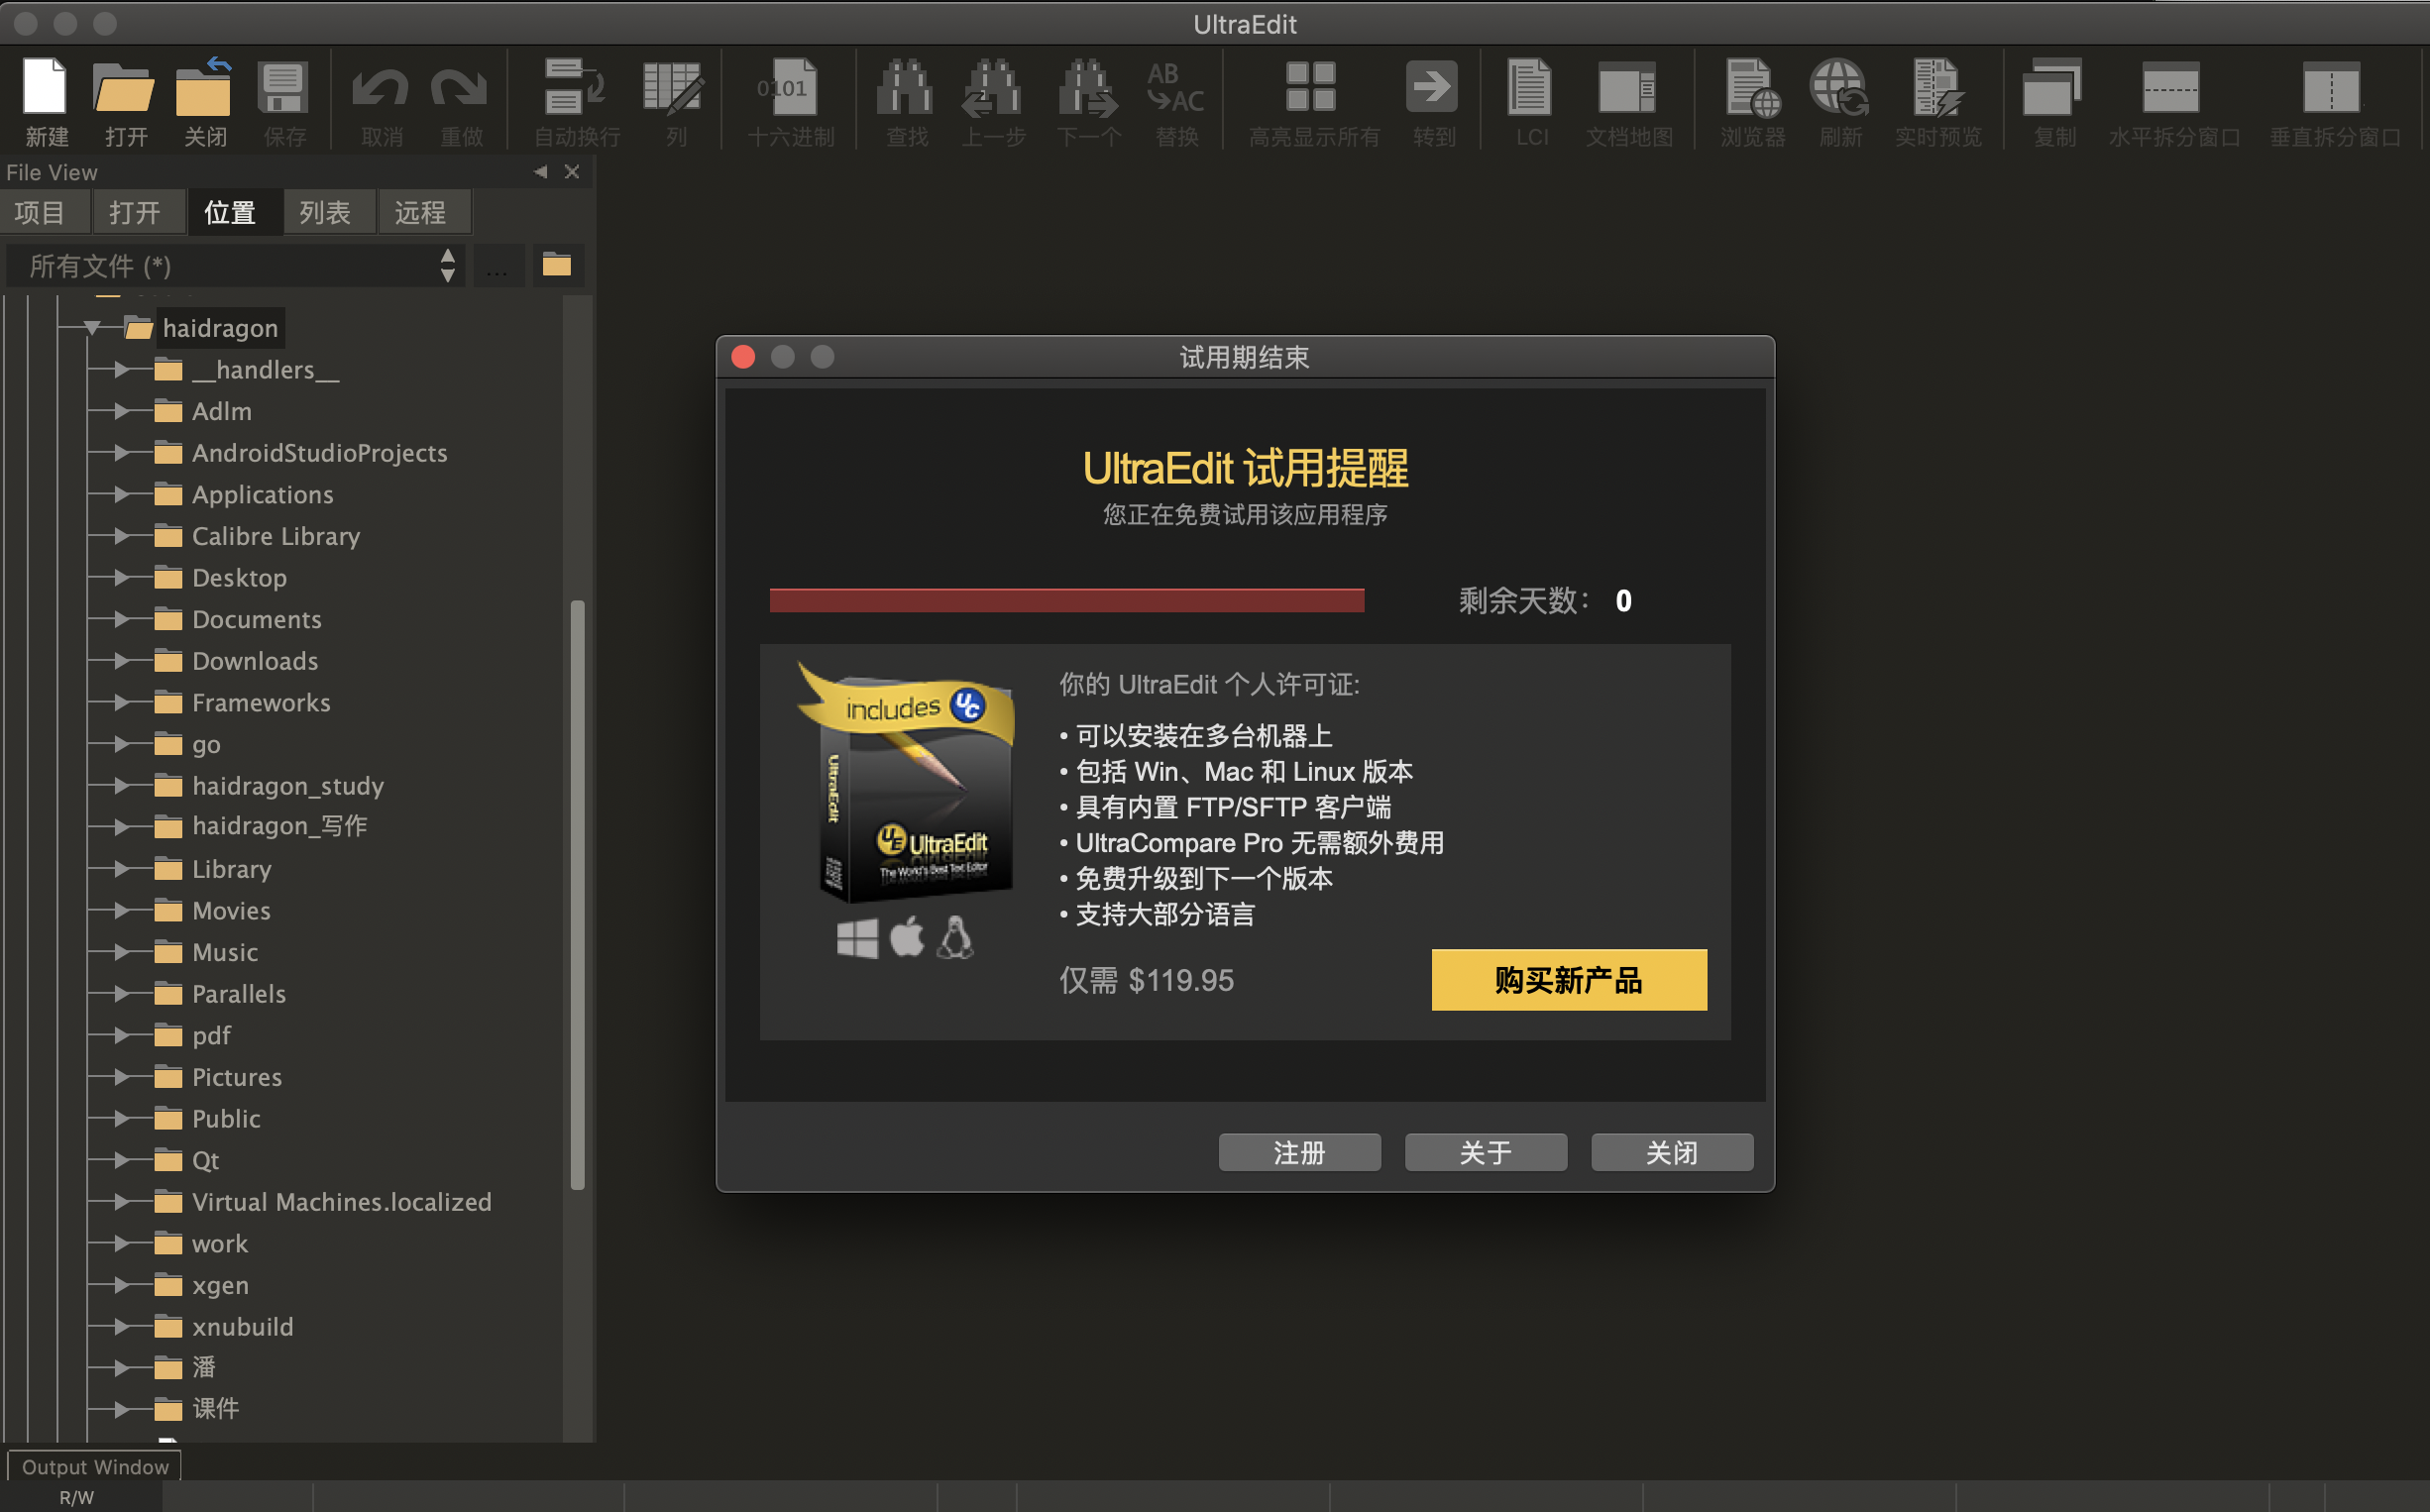 UltraEdit
新建 打开 关闭 保存 取消 重做 自动换行 列 0101 十六进制 查找 上一步 下一个 AB AC 替换 高亮显示所有 转到 LCI 文档地图 浏览器 刷新 实时预览 复制 水平拆分窗口 垂直拆分窗口
File View
项目 打开 位置 列表 远程
所有文件 (*) ...
haidragon
__handlers__
Adlm
AndroidStudioProjects
Applications
Calibre Library
Desktop
Documents
Downloads
Frameworks
go
haidragon_study
haidragon_写作
Library
Movies
Music
Parallels
pdf
Pictures
Public
Qt
Virtual Machines.localized
work
xgen
xnubuild
潘
课件
Output Window
R/W
试用期结束
UltraEdit 试用提醒
您正在免费试用该应用程序
剩余天数: 0
includes UC
UltraEdit
UE UltraEdit
The World's Best Text Editor
你的 UltraEdit 个人许可证:
• 可以安装在多台机器上
• 包括 Win、Mac 和 Linux 版本
• 具有内置 FTP/SFTP 客户端
• UltraCompare Pro 无需额外费用
• 免费升级到下一个版本
• 支持大部分语言
仅需 $119.95
购买新产品
注册 关于 关闭